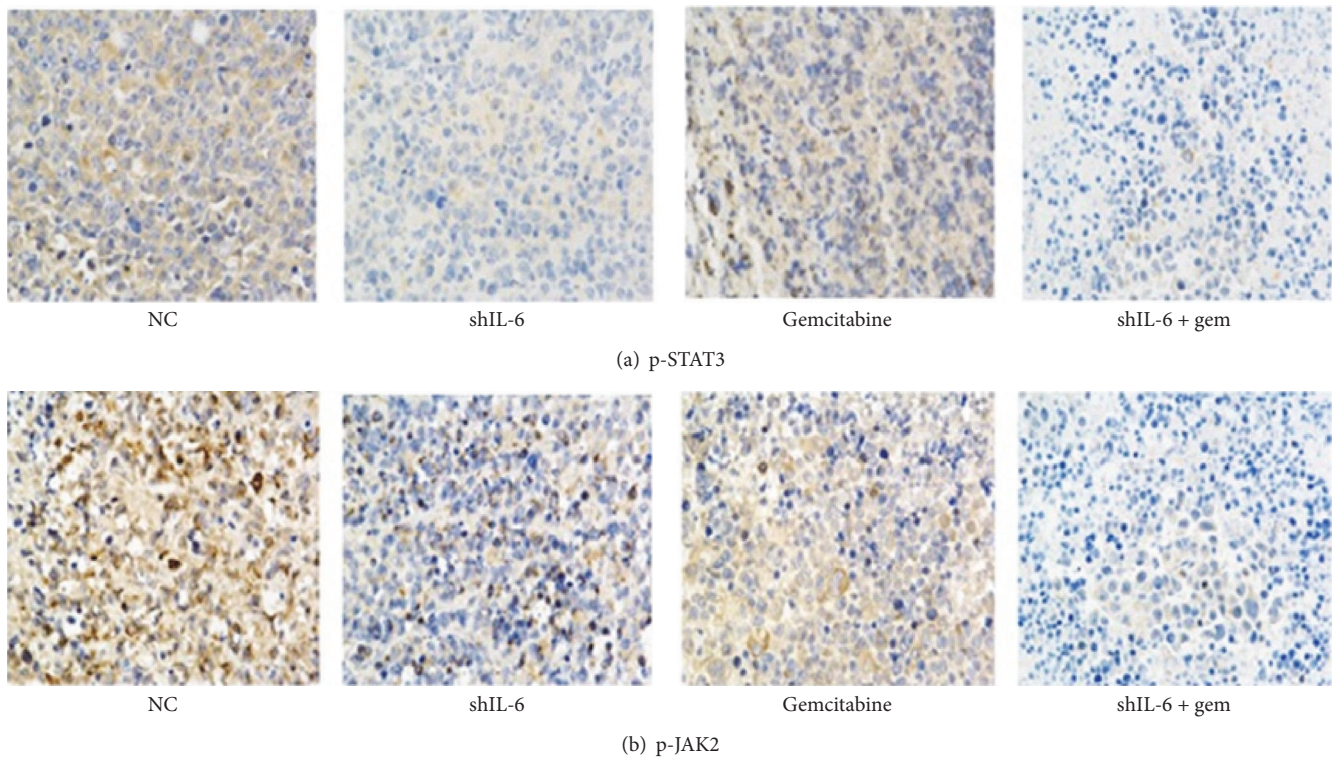 NC shIL-6 Gemcitabine shIL-6 + gem
(a) p-STAT3
NC shIL-6 Gemcitabine shIL-6 + gem
(b) p-JAK2